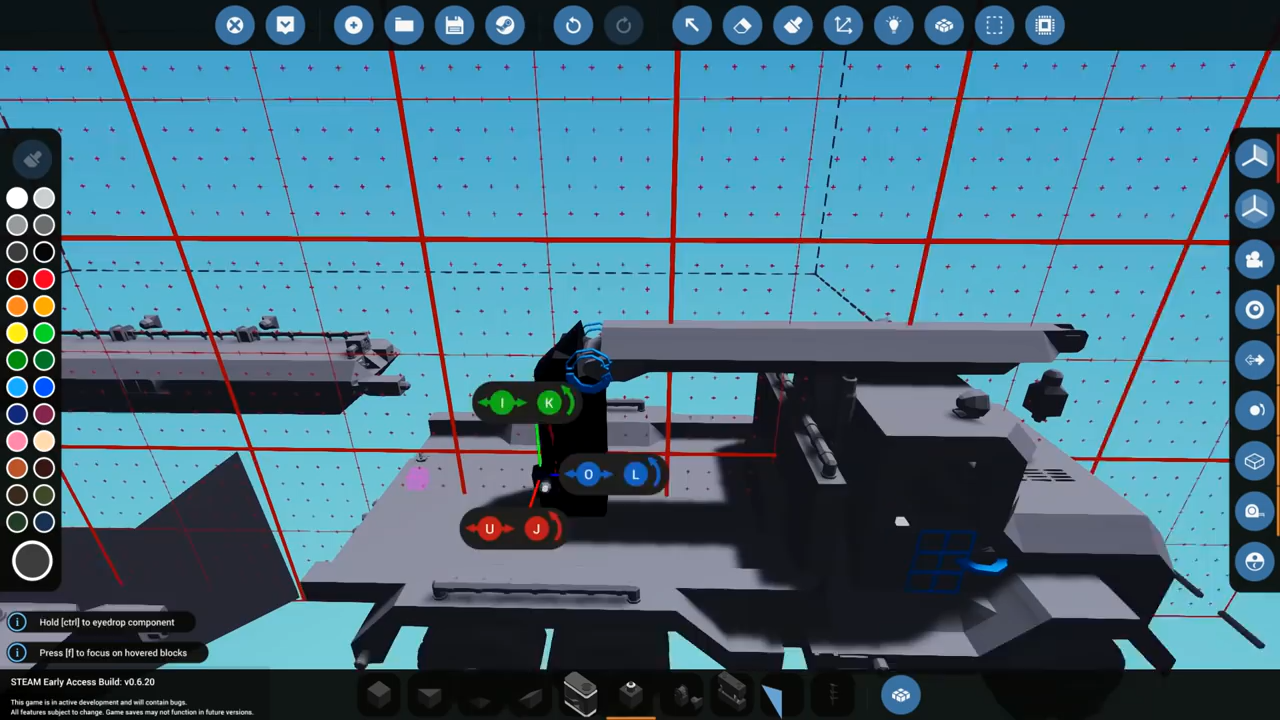 I K
O L
U J
Hold [ctrl] to eyedrop component
Press [f] to focus on hovered blocks
STEAM Early Access Build: v0.6.20
This game is in active development and will contain bugs.
All features subject to change. Game saves may not function in future versions.